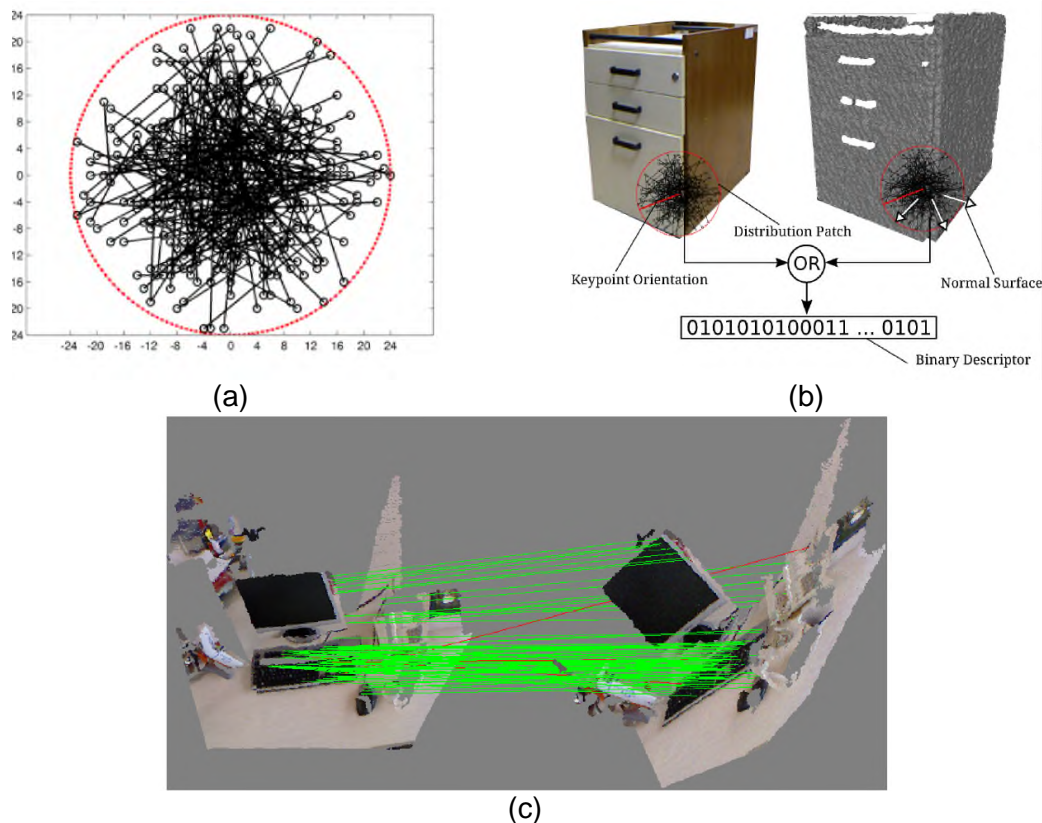 24
20
16
12
8
4
0
4
8
12
16
20
24
-24 -20 -16 -12 -8 -4 0 4 8 12 16 20 24
(a)
Distribution Patch
Keypoint Orientation
OR
Normal Surface
0101010100011 ... 0101
Binary Descriptor
(b)
(c)